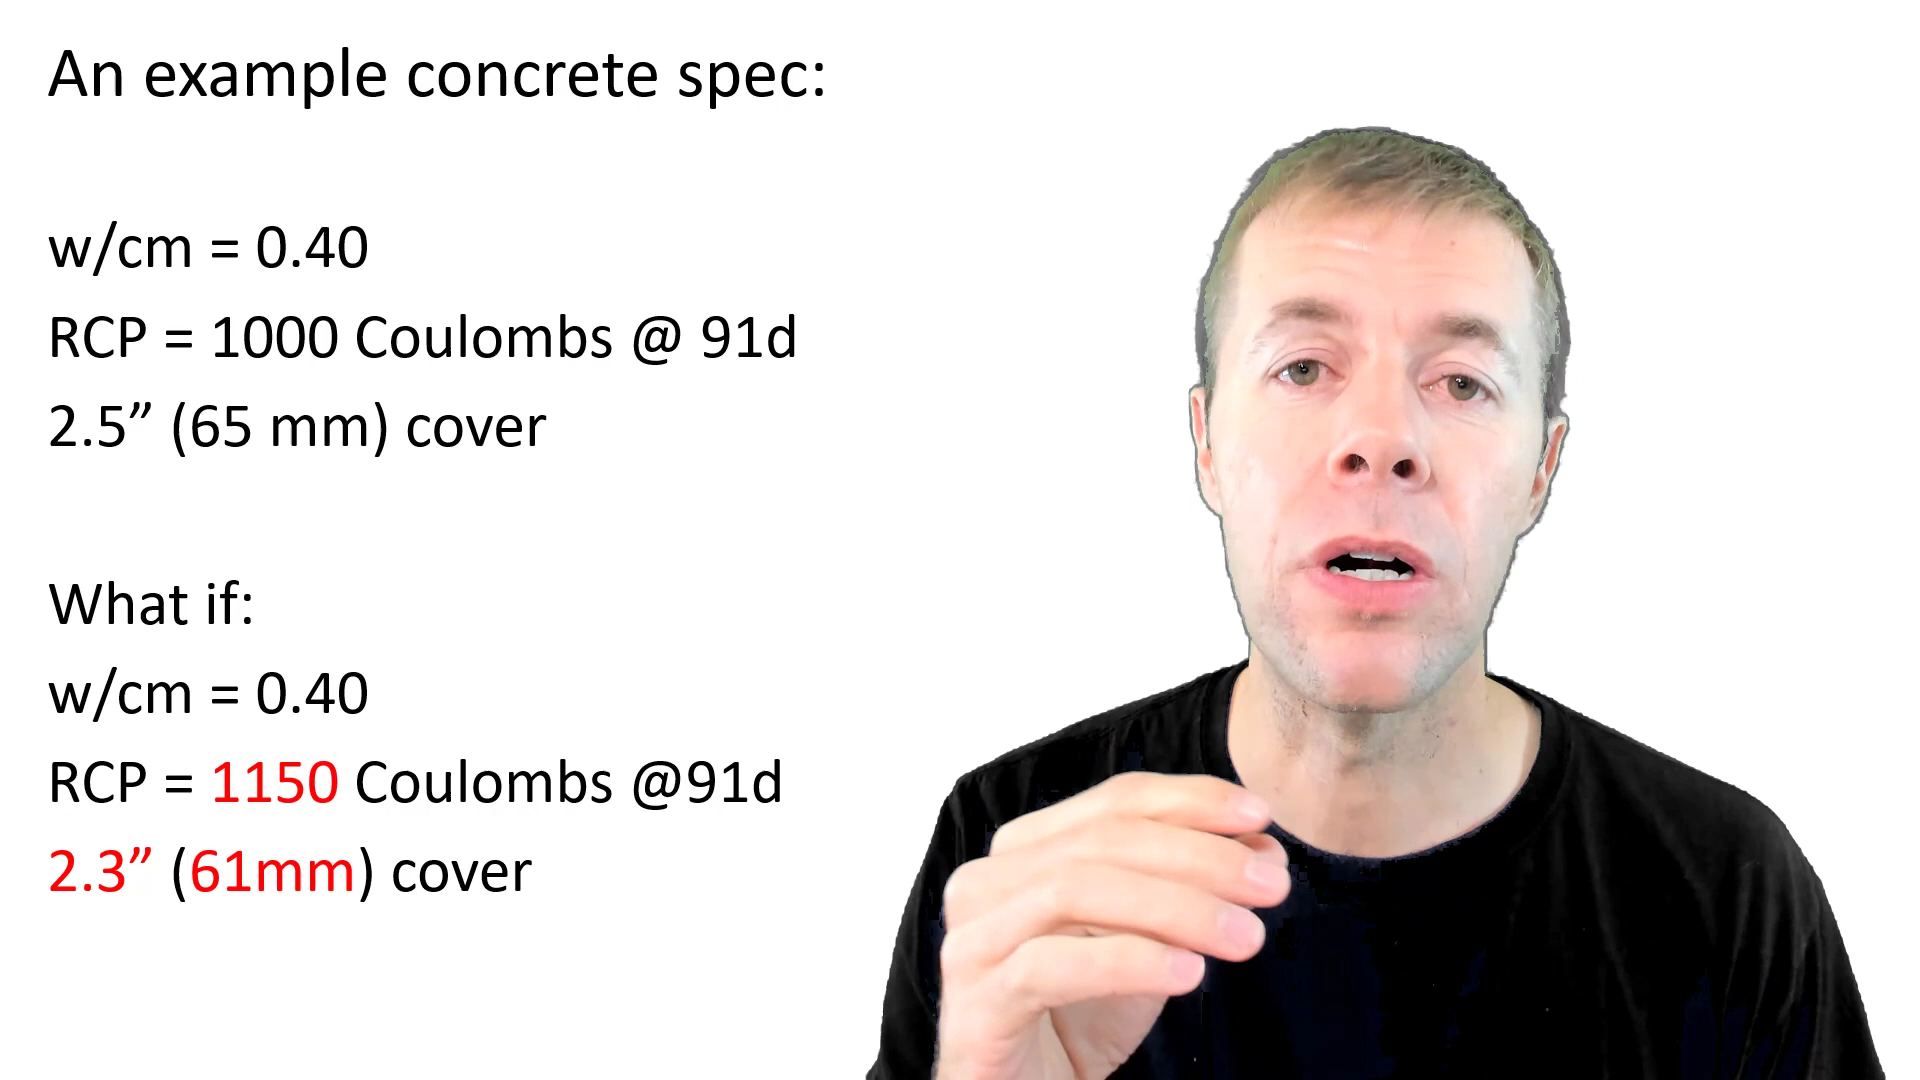 An example concrete spec:
w/cm = 0.40
RCP = 1000 Coulombs @ 91d
2.5” (65 mm) cover
What if:
w/cm = 0.40
RCP = 1150 Coulombs @91d
2.3” (61mm) cover